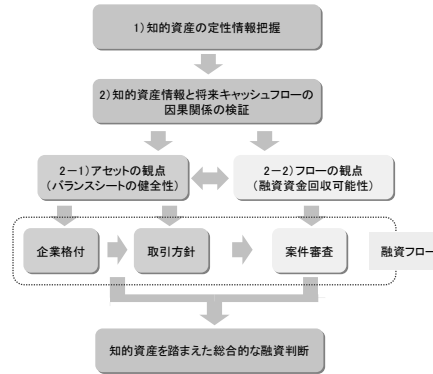 1)知的資産の定性情報把握
2)知的資産情報と将来キャッシュフローの
因果関係の検証
2-1)アセットの観点
(バランスシートの健全性)
2-2)フローの観点
(融資資金回収可能性)
企業格付
取引方針
案件審査
融資フロー
知的資産を踏まえた総合的な融資判断